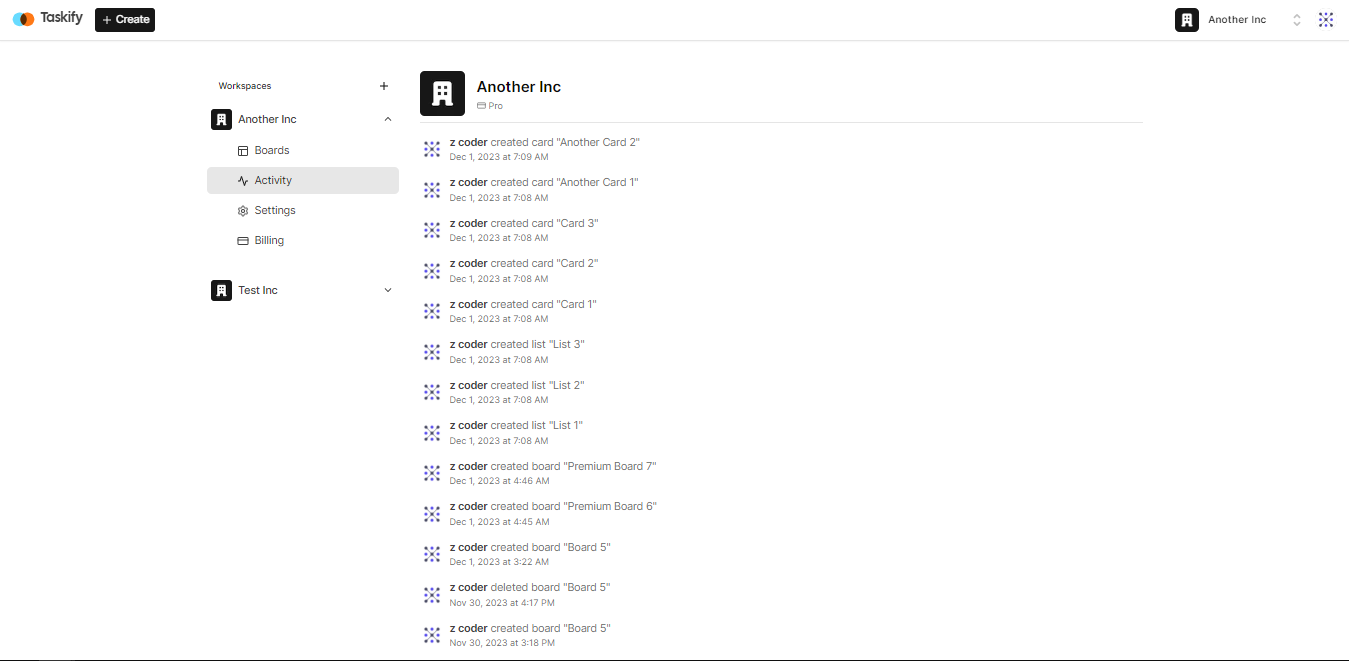 Taskify
+ Create
Another Inc
Workspaces
Another Inc
Boards
Activity
Settings
Billing
Test Inc
Another Inc
Pro
z coder created card "Another Card 2"
Dec 1, 2023 at 7:09 AM
z coder created card "Another Card 1"
Dec 1, 2023 at 7:08 AM
z coder created card "Card 3"
Dec 1, 2023 at 7:08 AM
z coder created card "Card 2"
Dec 1, 2023 at 7:08 AM
z coder created card "Card 1"
Dec 1, 2023 at 7:08 AM
z coder created list "List 3"
Dec 1, 2023 at 7:08 AM
z coder created list "List 2"
Dec 1, 2023 at 7:08 AM
z coder created list "List 1"
Dec 1, 2023 at 7:08 AM
z coder created board "Premium Board 7"
Dec 1, 2023 at 4:46 AM
z coder created board "Premium Board 6"
Dec 1, 2023 at 4:45 AM
z coder created board "Board 5"
Dec 1, 2023 at 3:22 AM
z coder deleted board "Board 5"
Nov 30, 2023 at 4:17 PM
z coder created board "Board 5"
Nov 30, 2023 at 3:18 PM